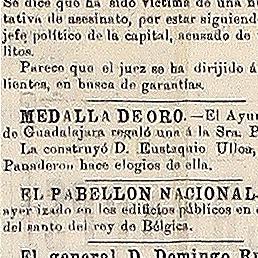 Se dice que ha sido víctima de una
tativa de asesinato, por estar siguiend
jefe político de la capital, acusado de
litos.
Parece que el juez se ha dirijido á
lientes, en busca de garantías.
MEDALLA DE ORO.—El Ayun
de Guadalajara regaló una á la Sra. P
La construyó D. Eustaquio Ulloa,
Panaderon hace elogios de ella.
EL PABELLON NACIONAL
ayer izado en los edificios públicos en
del santo del rey de Bélgica.
El general D. Domingo